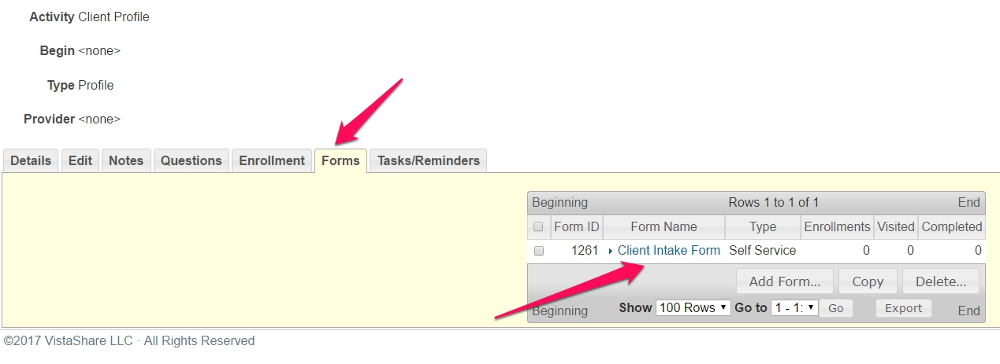 Activity Client Profile
Begin <none>
Type Profile
Provider <none>
Details Edit Notes Questions Enrollment Forms Tasks/Reminders
Beginning Rows 1 to 1 of 1 End
Form ID Form Name Type Enrollments Visited Completed
1261 Client Intake Form Self Service 0 0 0
Add Form... Copy Delete...
Beginning Show 100 Rows Go to 1 - 1: Go Export End
©2017 VistaShare LLC · All Rights Reserved